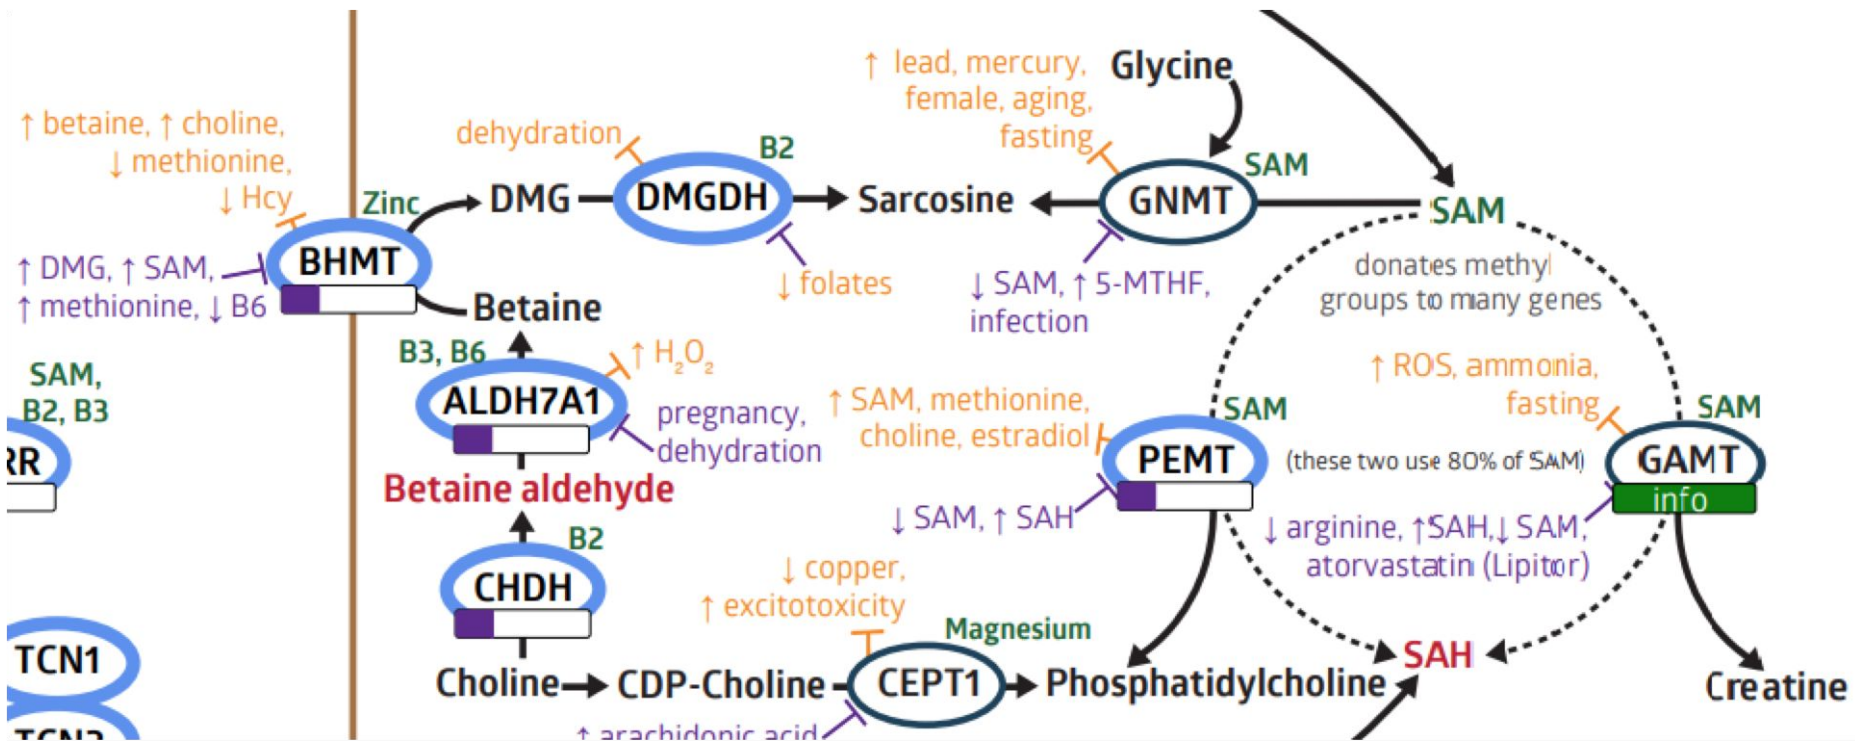 ↑ lead, mercury,
female, aging,
fasting
Glycine
↑ betaine, ↑ choline,
↓ methionine,
↓ Hcy
dehydration
B2
SAM
Zinc
DMG
DMGDH
Sarcosine
GNMT
SAM
BHMT
↑ DMG, ↑ SAM,
↑ methionine, ↓ B6
↓ folates
↓ SAM, ↑ 5-MTHF,
infection
donates methyl
groups to many genes
Betaine
B3, B6
↑ H₂O₂
SAM,
B2, B3
ALDH7A1
pregnancy,
dehydration
↑ SAM, methionine,
choline, estradiol
SAM
↑ ROS, ammonia,
fasting
SAM
RR
PEMT
(these two use 80% of SAM)
GAMT
info
Betaine aldehyde
↓ SAM, ↑ SAH
↓ arginine, ↑SAH,↓ SAM,
atorvastatin (Lipitor)
B2
CHDH
↓ copper,
↑ excitotoxicity
Magnesium
TCN1
Choline
CDP-Choline
CEPT1
Phosphatidylcholine
SAH
Creatine
↑ arachidonic acid
TCN2